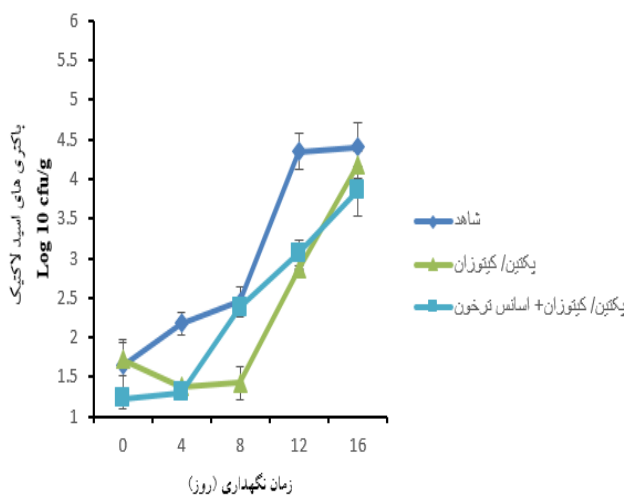 6
5.5
5
4.5
4
3.5
3
2.5
2
1.5
1
باکتری های اسید لاکتیک
Log 10 cfu/g
0 4 8 12 16
زمان نگهداری (روز)
شاهد
پکتین/ کیتوزان
پکتین/ کیتوزان+ اسانس ترخون